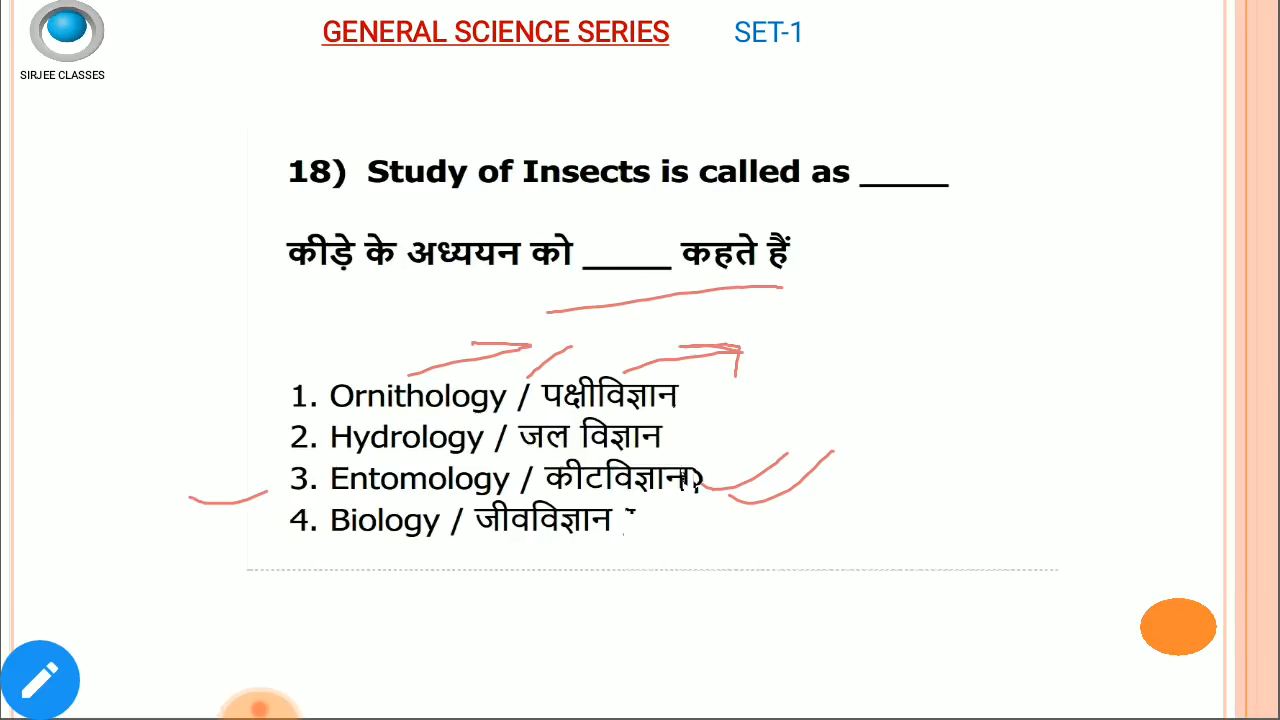 GENERAL SCIENCE SERIES SET-1
SIRJEE CLASSES
18) Study of Insects is called as _____
कीड़े के अध्ययन को _____ कहते हैं
1. Ornithology / पक्षीविज्ञान
2. Hydrology / जल विज्ञान
3. Entomology / कीटविज्ञान
4. Biology / जीवविज्ञान